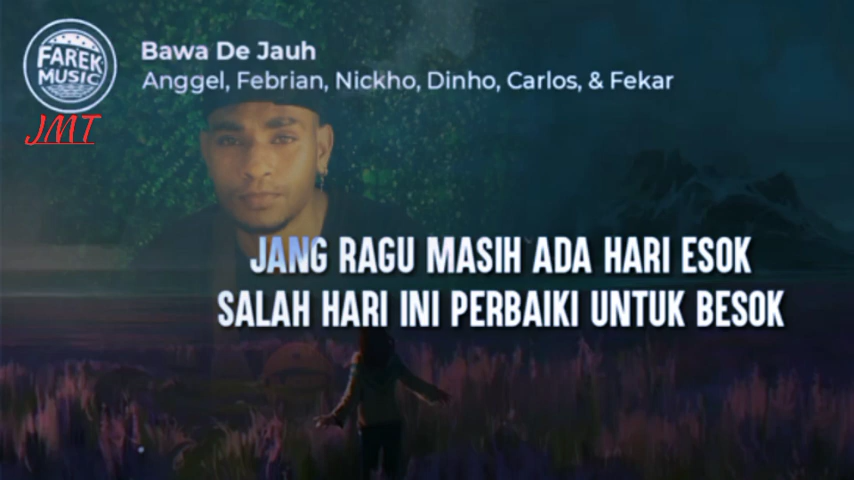 FAREK
MUSIC
JMT
Bawa De Jauh
Anggel, Febrian, Nickho, Dinho, Carlos, & Fekar
JANG RAGU MASIH ADA HARI ESOK
SALAH HARI INI PERBAIKI UNTUK BESOK